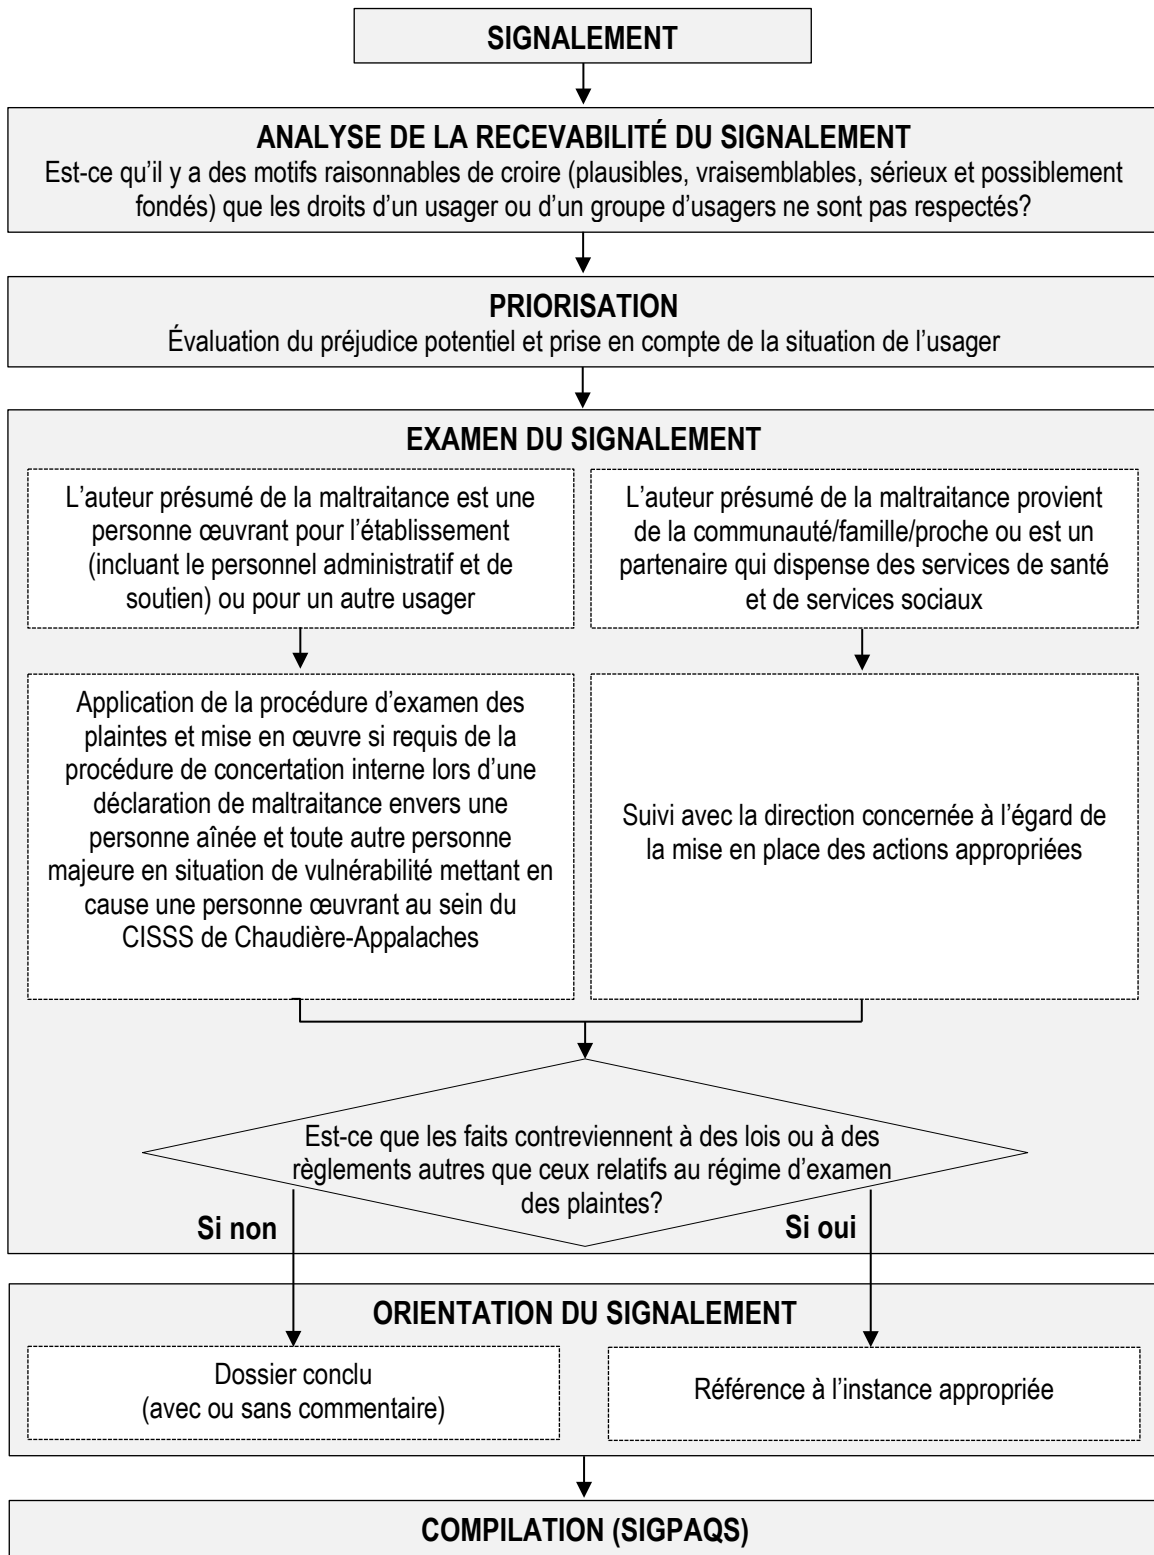 SIGNALEMENT
ANALYSE DE LA RECEVABILITÉ DU SIGNALEMENT
Est-ce qu'il y a des motifs raisonnables de croire (plausibles, vraisemblables, sérieux et possiblement
fondés) que les droits d'un usager ou d'un groupe d'usagers ne sont pas respectés?
PRIORISATION
Évaluation du préjudice potentiel et prise en compte de la situation de l'usager
EXAMEN DU SIGNALEMENT
L'auteur présumé de la maltraitance est une
personne œuvrant pour l'établissement
(incluant le personnel administratif et de
soutien) ou pour un autre usager
L'auteur présumé de la maltraitance provient
de la communauté/famille/proche ou est un
partenaire qui dispense des services de santé
et de services sociaux
Application de la procédure d'examen des
plaintes et mise en œuvre si requis de la
procédure de concertation interne lors d'une
déclaration de maltraitance envers une
personne aînée et toute autre personne
majeure en situation de vulnérabilité mettant en
cause une personne œuvrant au sein du
CISSS de Chaudière-Appalaches
Suivi avec la direction concernée à l'égard de
la mise en place des actions appropriées
Est-ce que les faits contreviennent à des lois ou à des
règlements autres que ceux relatifs au régime d'examen
des plaintes?
Si non
Si oui
ORIENTATION DU SIGNALEMENT
Dossier conclu
(avec ou sans commentaire)
Référence à l'instance appropriée
COMPILATION (SIGPAQS)